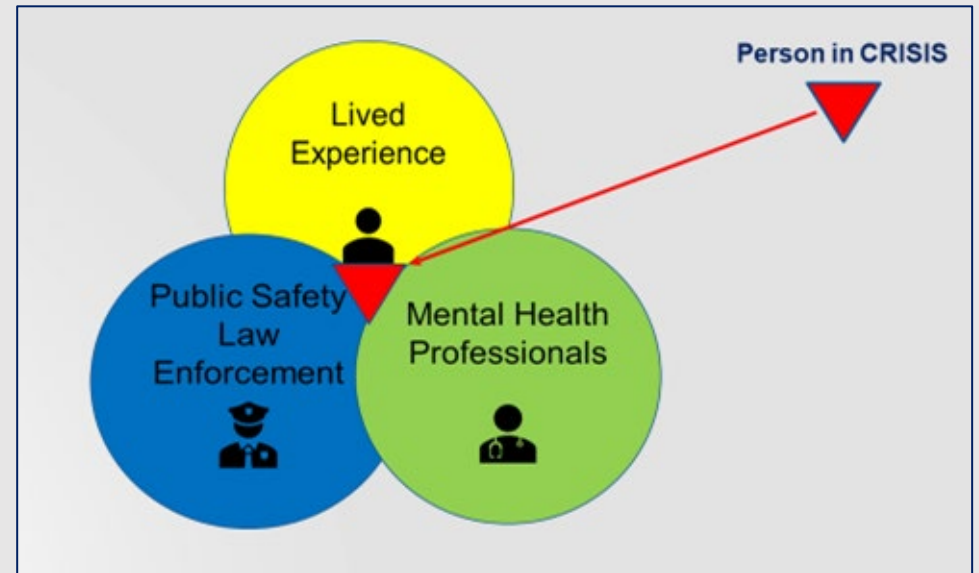 Person in CRISIS
Lived
Experience
Public Safety
Law
Enforcement
Mental Health
Professionals